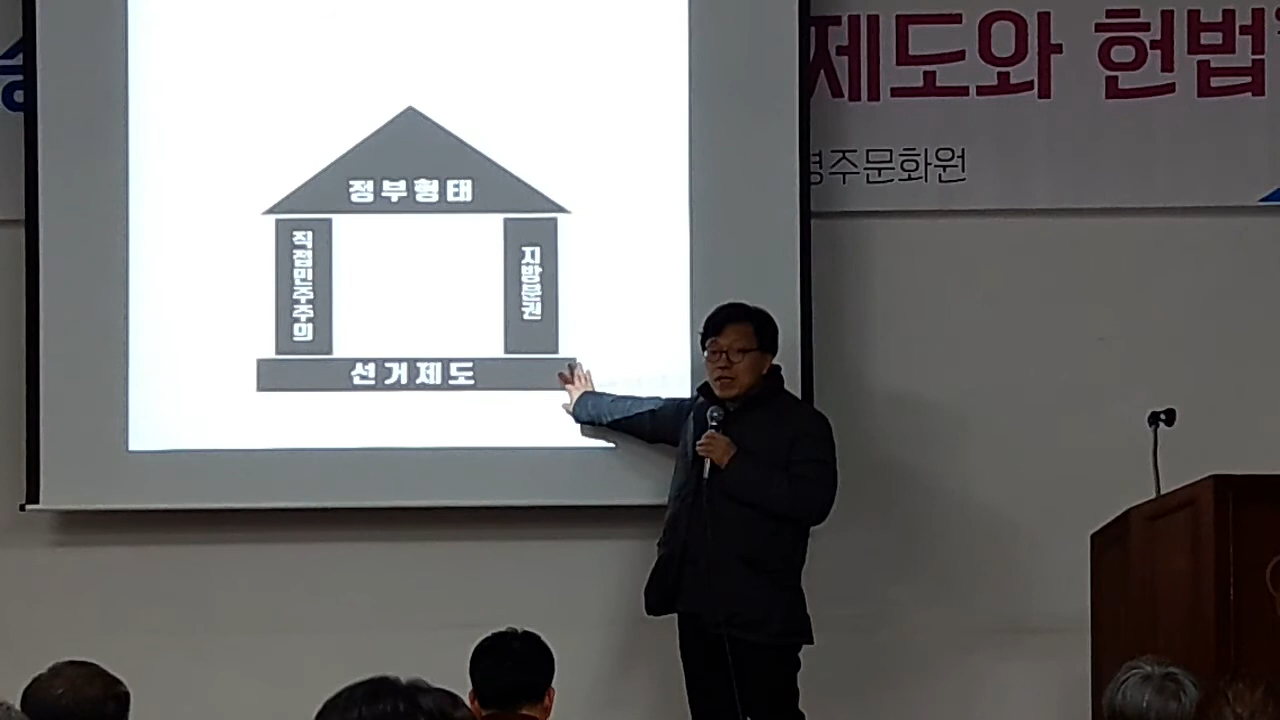 제도와 헌법
경주문화원
정부형태
직접민주주의
지방분권
선거제도